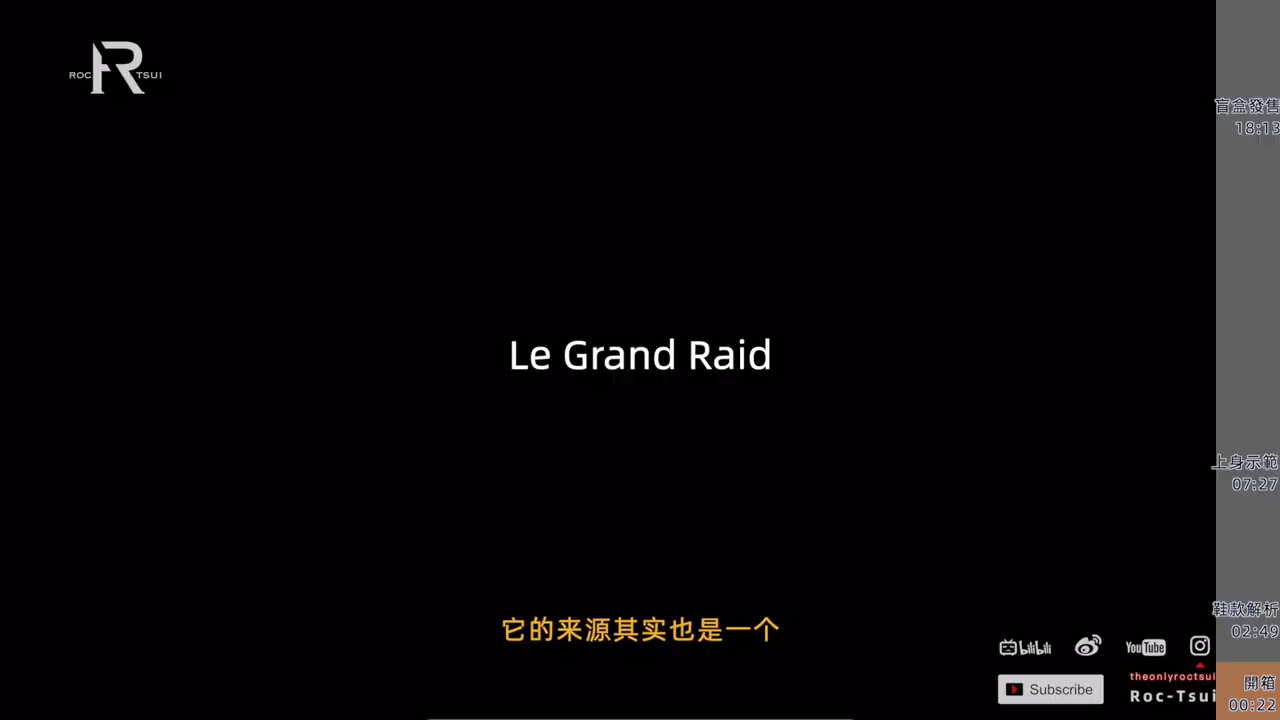 ROC R TSUI
盲盒發售
18:13
Le Grand Raid
上身示範
07:27
它的来源其实也是一个
鞋款解析
02:49
bilibili
YouTube
theonlyroctsui
Subscribe
Roc-Tsui
開箱
00:22